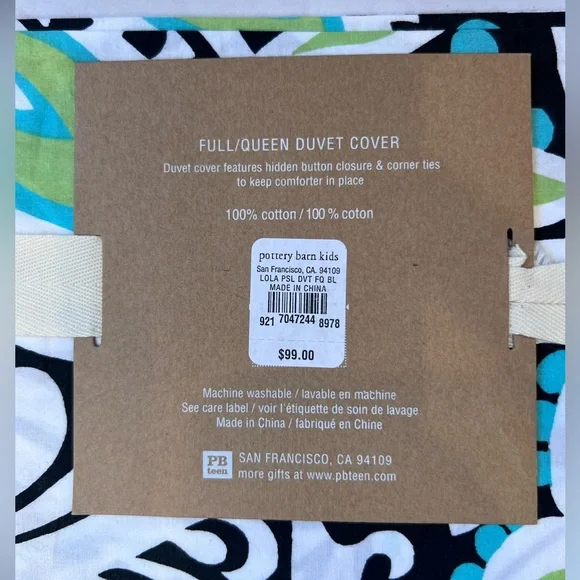 FULL/QUEEN DUVET COVER
Duvet cover features hidden button closure & corner ties
to keep comforter in place
100% cotton / 100% coton
pottery barn kids
San Francisco, CA. 94109
LOLA PSL DVT FQ BL
MADE IN CHINA
921 7047244 8978
$99.00
Machine washable / lavable en machine
See care label / voir l'étiquette de soin de lavage
Made in China / fabriqué en Chine
PB
teen
SAN FRANCISCO, CA 94109
more gifts at www.pbteen.com